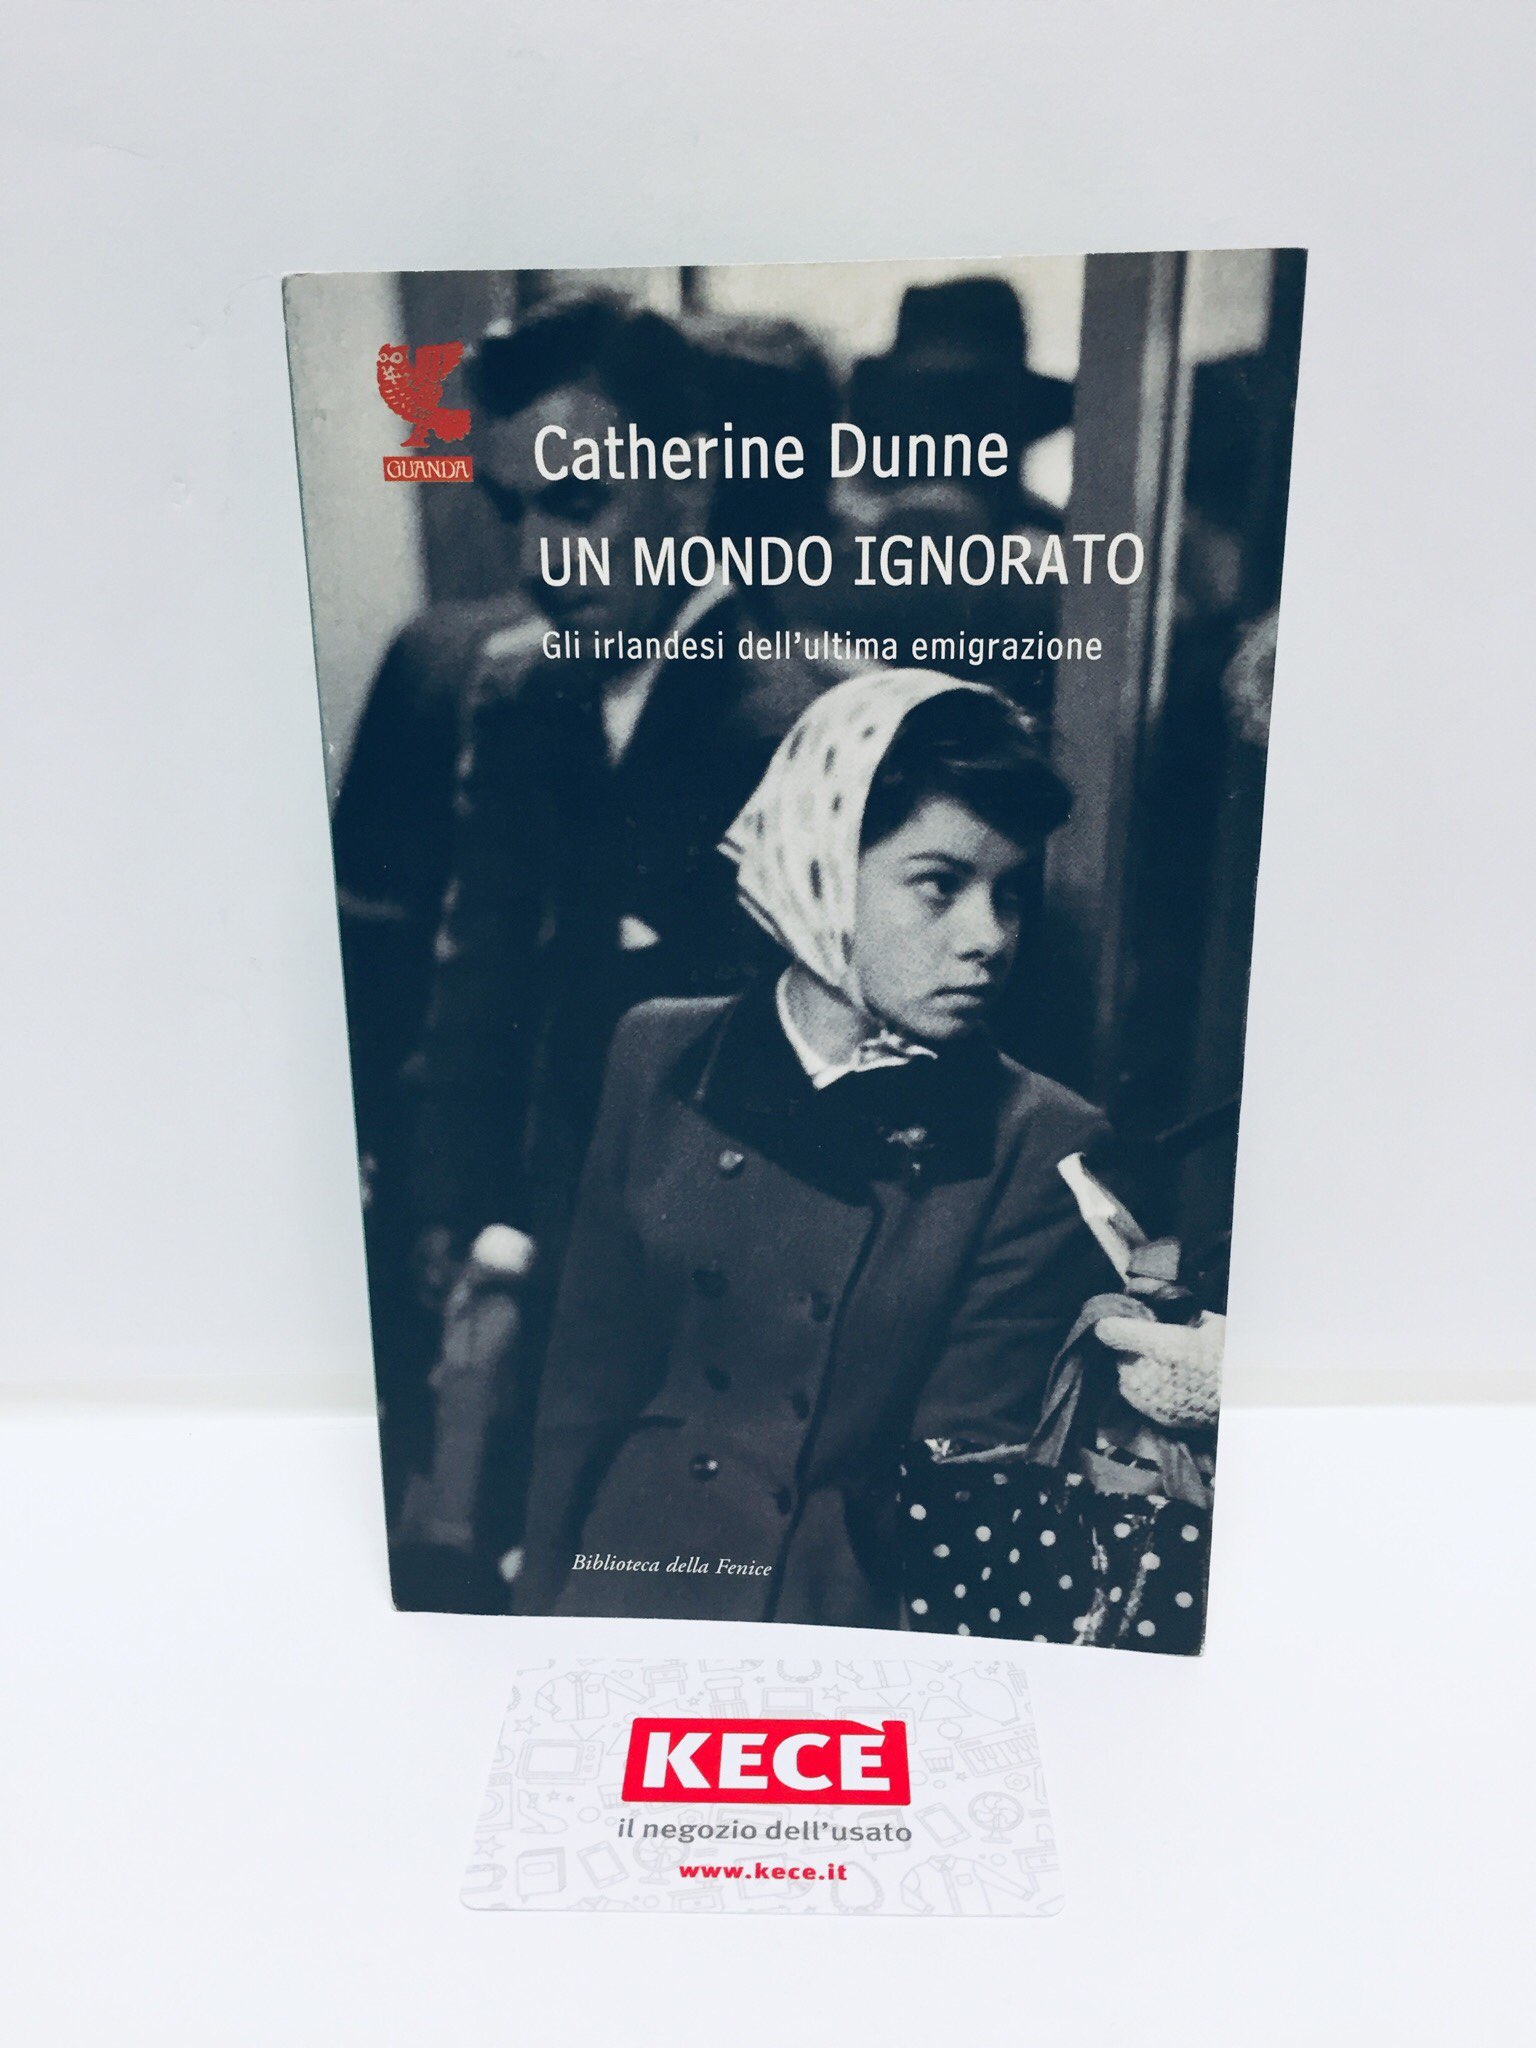 GUANDA
Catherine Dunne
UN MONDO IGNORATO
Gli irlandesi dell'ultima emigrazione
Biblioteca della Fenice
KECE
il negozio dell'usato
www.kece.it